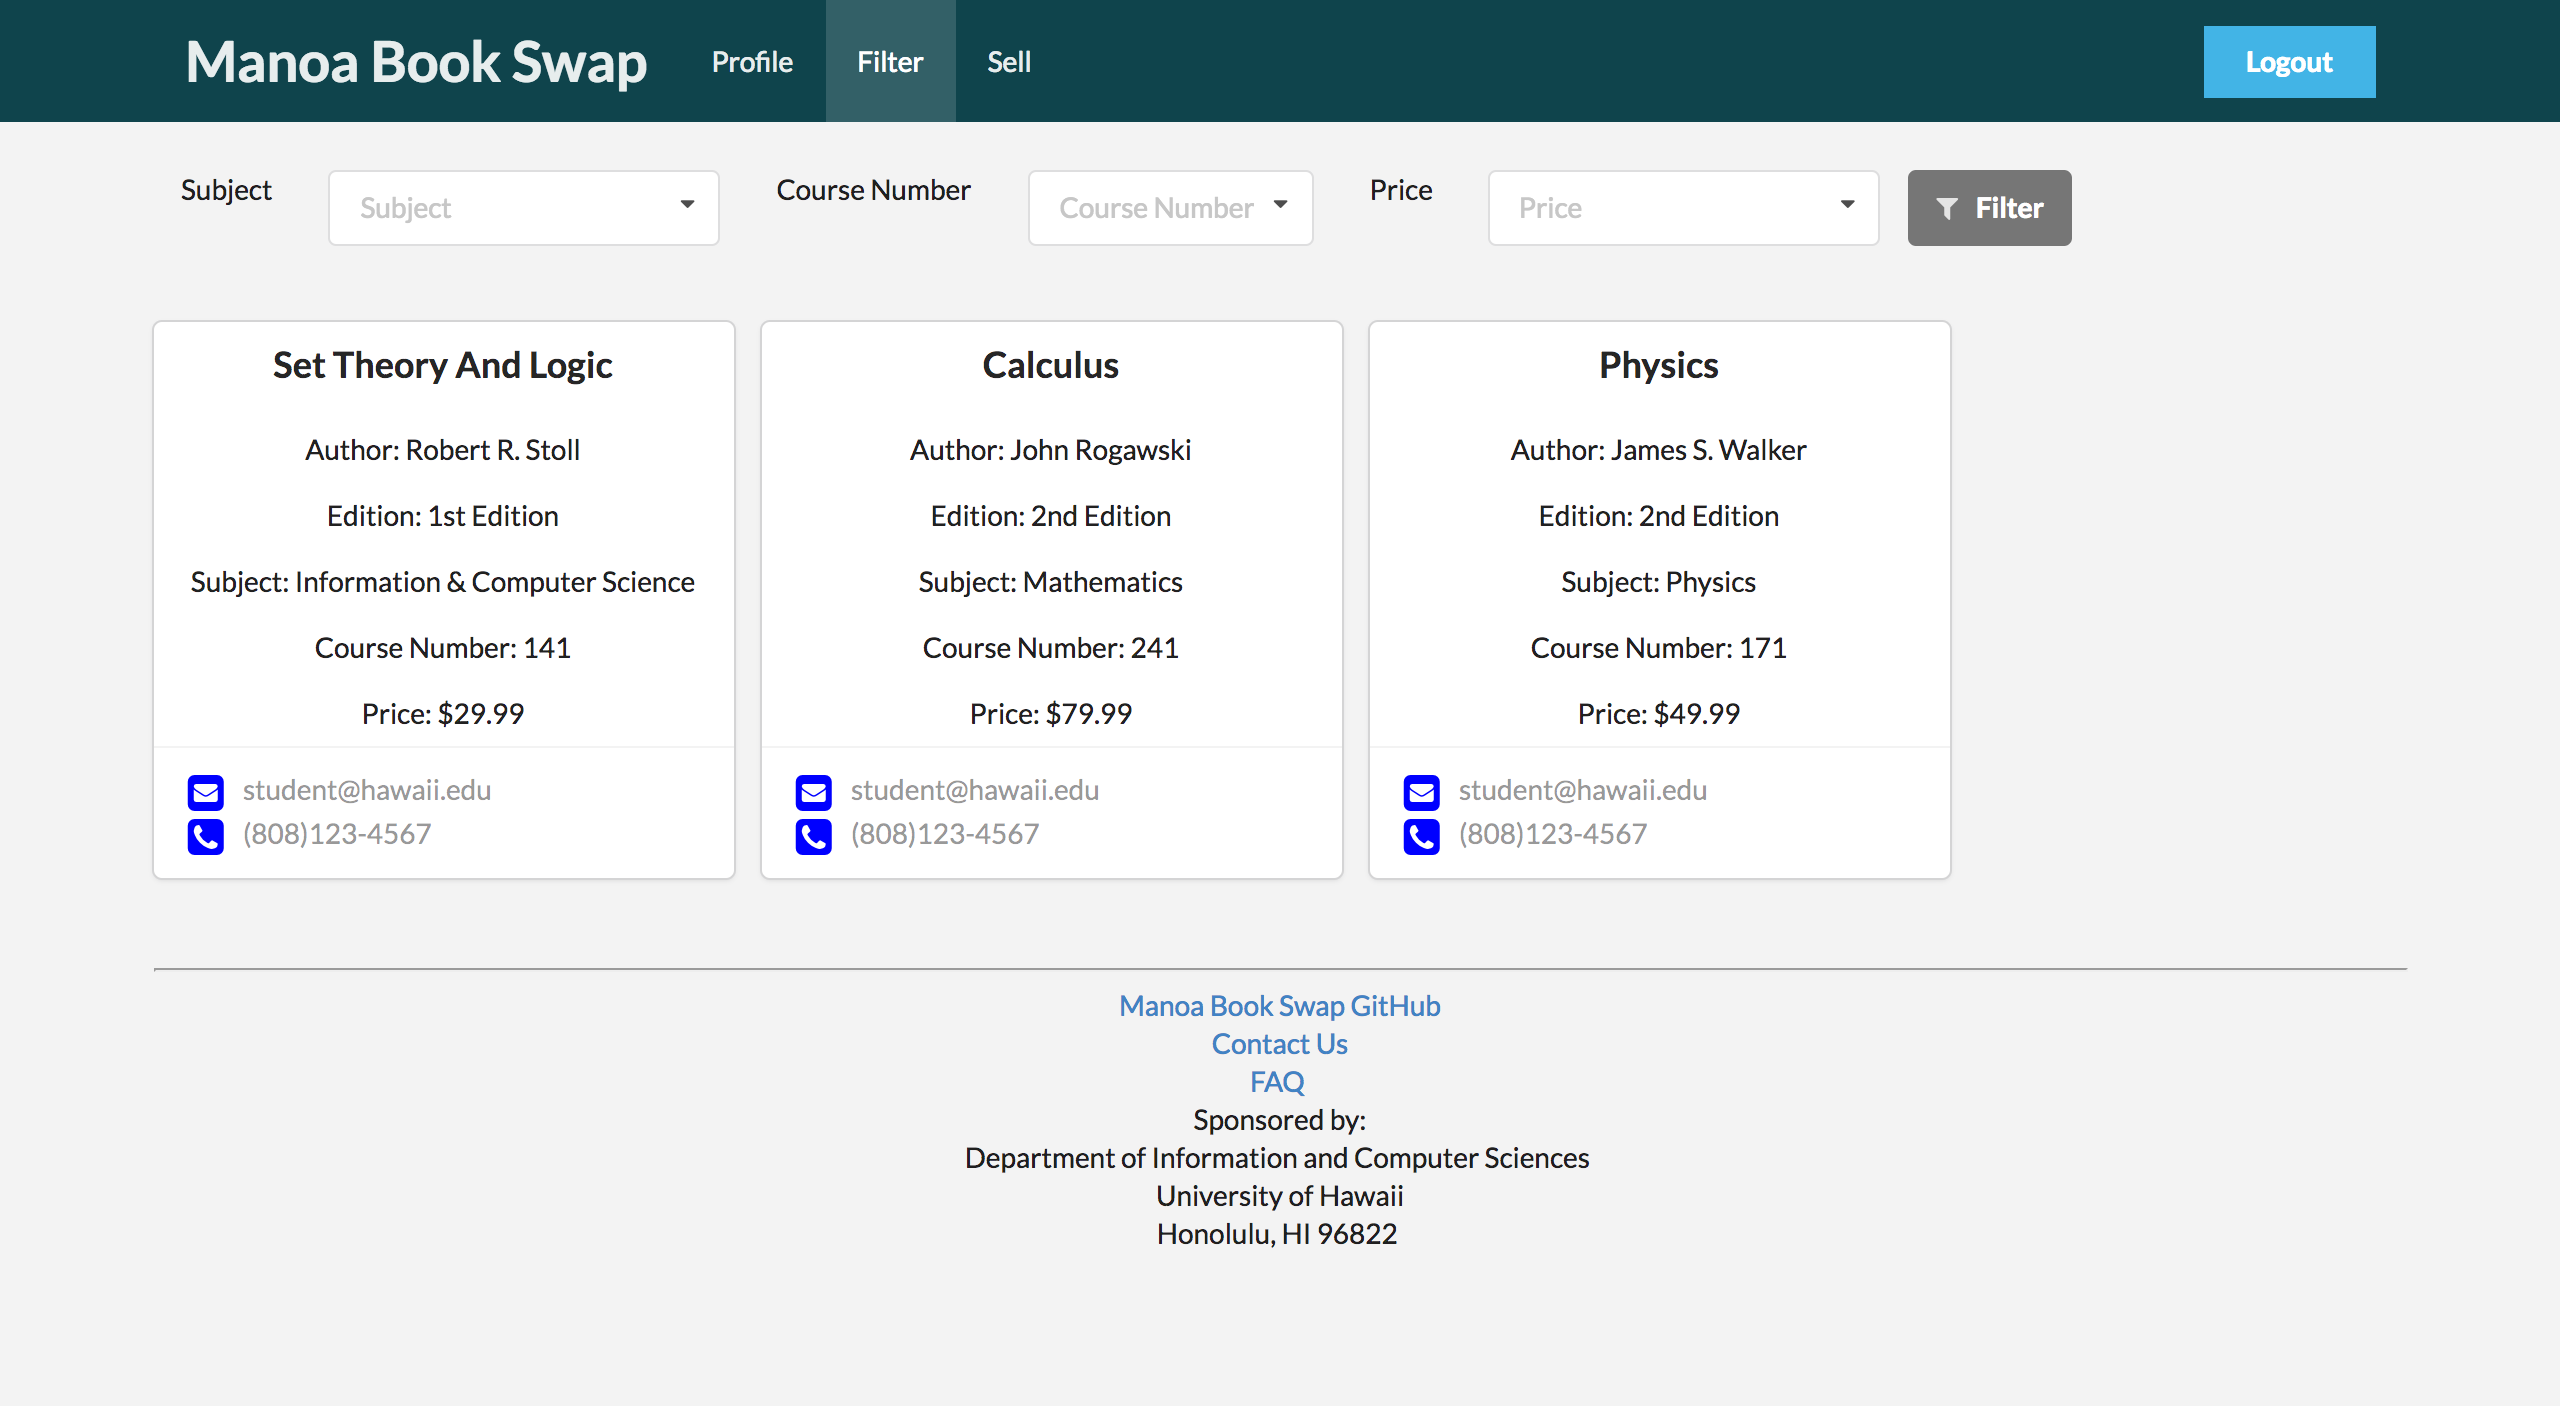 Manoa Book Swap Profile Filter Sell Logout
Subject Subject Course Number Course Number Price Price Filter
Set Theory And Logic
Author: Robert R. Stoll
Edition: 1st Edition
Subject: Information & Computer Science
Course Number: 141
Price: $29.99
student@hawaii.edu
(808)123-4567
Calculus
Author: John Rogawski
Edition: 2nd Edition
Subject: Mathematics
Course Number: 241
Price: $79.99
student@hawaii.edu
(808)123-4567
Physics
Author: James S. Walker
Edition: 2nd Edition
Subject: Physics
Course Number: 171
Price: $49.99
student@hawaii.edu
(808)123-4567
Manoa Book Swap GitHub
Contact Us
FAQ
Sponsored by:
Department of Information and Computer Sciences
University of Hawaii
Honolulu, HI 96822